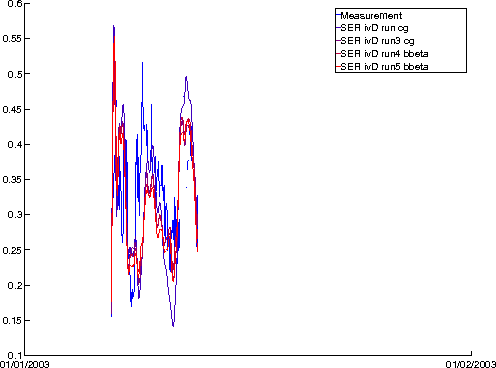 0.6
0.55
0.5
0.45
0.4
0.35
0.3
0.25
0.2
0.15
0.1
01/01/2003
01/02/2003
Measurement
SER ivD run cg
SER ivD run3 cg
SER ivD run4 bbeta
SER ivD run5 bbeta